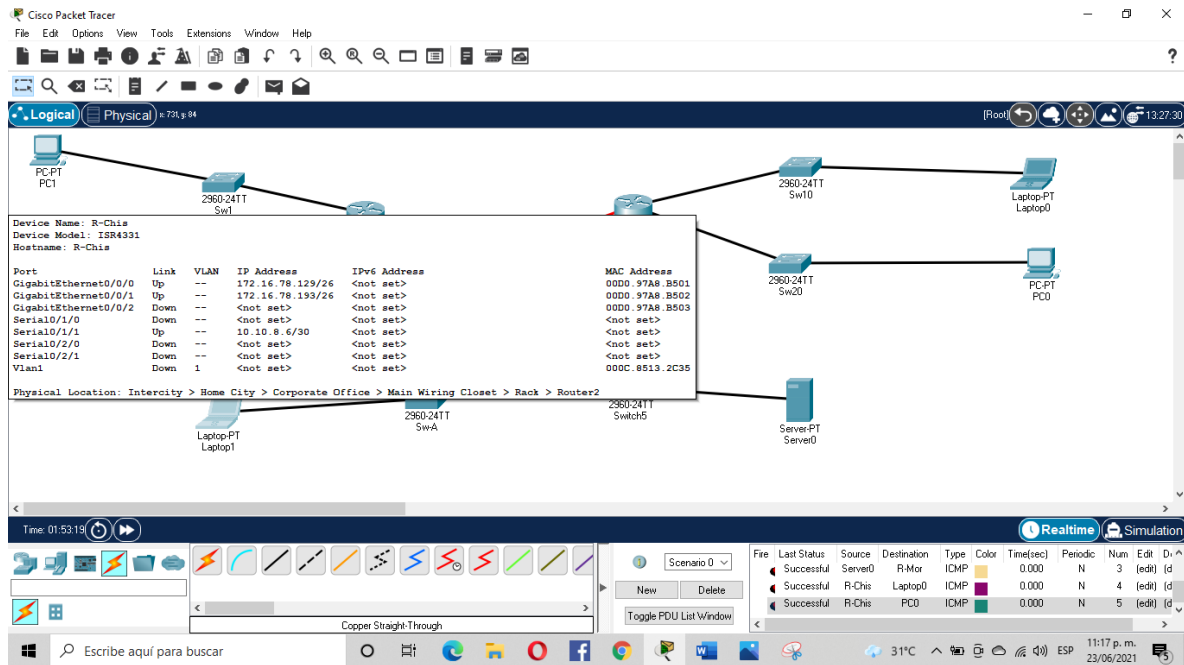 Cisco Packet Tracer
File Edit Options View Tools Extensions Window Help
?
Logical Physical x: 731, y: 84 [Root] 13:27:30
PC-PT
PC1
2960-24TT
Sw1
2960-24TT
Sw10
Laptop-PT
Laptop0
Device Name: R-Chis
Device Model: ISR4331
Hostname: R-Chis
Port Link VLAN IP Address IPv6 Address MAC Address
GigabitEthernet0/0/0 Up -- 172.16.78.129/26 <not set> 00D0.97A8.B501
GigabitEthernet0/0/1 Up -- 172.16.78.193/26 <not set> 00D0.97A8.B502
GigabitEthernet0/0/2 Down -- <not set> <not set> 00D0.97A8.B503
Serial0/1/0 Down -- <not set> <not set> <not set>
Serial0/1/1 Up -- 10.10.8.6/30 <not set> <not set>
Serial0/2/0 Down -- <not set> <not set> <not set>
Serial0/2/1 Down -- <not set> <not set> <not set>
Vlan1 Down 1 <not set> <not set> 000C.8513.2C35
Physical Location: Intercity > Home City > Corporate Office > Main Wiring Closet > Rack > Router2
2960-24TT
Sw20
PC-PT
PC0
2960-24TT
Sw-A
2960-24TT
Switch5
Laptop-PT
Laptop1
Server-PT
Server0
Time: 01:53:19 Realtime Simulation
Scenario 0
New Delete
Toggle PDU List Window
Fire Last Status Source Destination Type Color Time(sec) Periodic Num Edit
Successful Server0 R-Mor ICMP 0.000 N 3 (edit) (d
Successful R-Chis Laptop0 ICMP 0.000 N 4 (edit) (d
Successful R-Chis PC0 ICMP 0.000 N 5 (edit) (d
Copper Straight-Through
Escribe aquí para buscar
31°C ESP 11:17 p. m.
23/06/2021
5